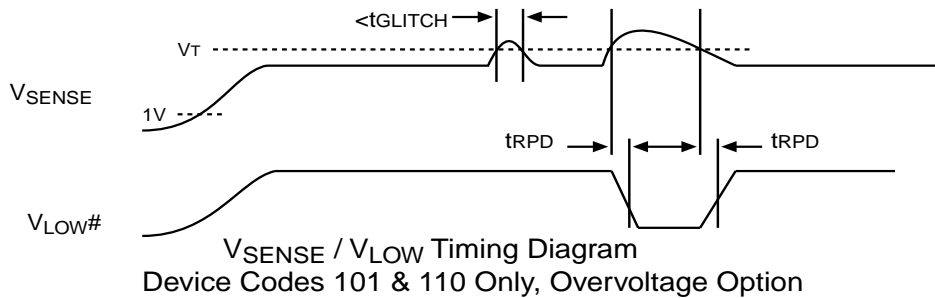 <tGLITCH
VT
VSENSE
1V
tRPD
tRPD
VLOW#
VSENSE / VLOW Timing Diagram
Device Codes 101 & 110 Only, Overvoltage Option